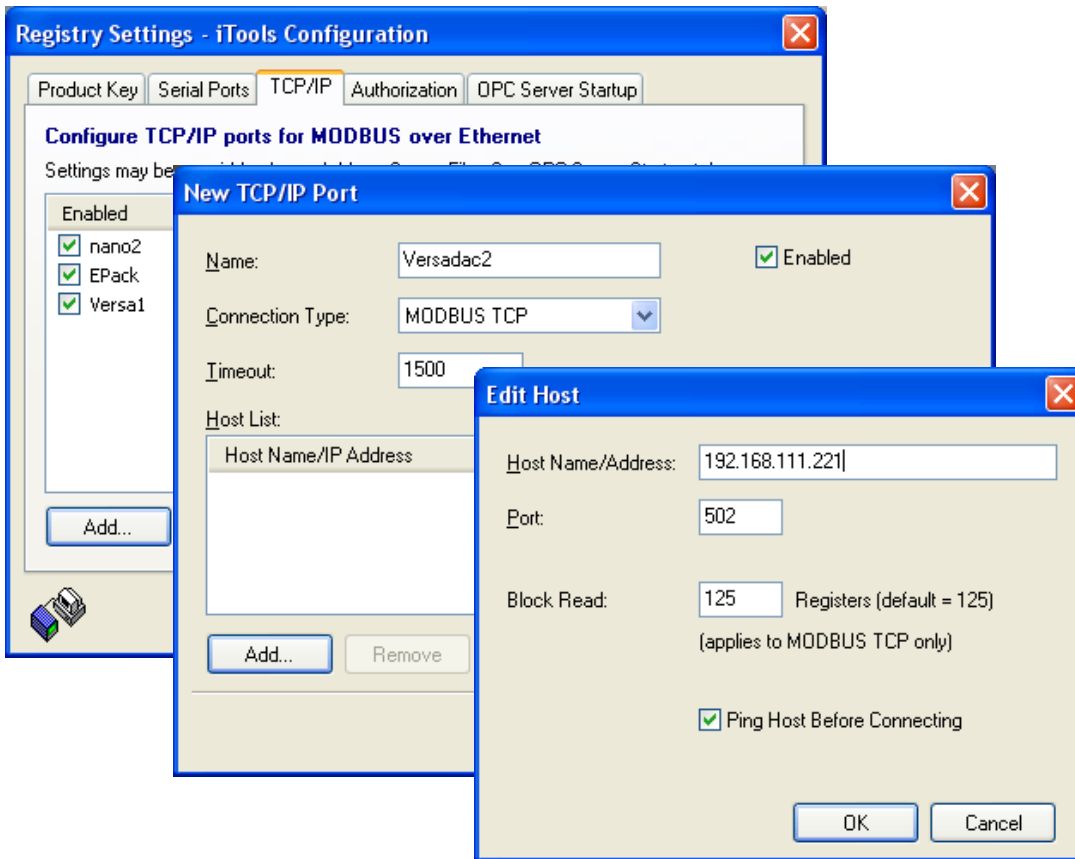 Registry Settings - iTools Configuration
Product Key Serial Ports TCP/IP Authorization OPC Server Startup
Configure TCP/IP ports for MODBUS over Ethernet
Settings may be
Enabled
nano2
EPack
Versa1
Add...
New TCP/IP Port
Name: Versadac2 Enabled
Connection Type: MODBUS TCP
Timeout: 1500
Host List:
Host Name/IP Address
Add... Remove
Edit Host
Host Name/Address: 192.168.111.221
Port: 502
Block Read: 125 Registers (default = 125)
(applies to MODBUS TCP only)
Ping Host Before Connecting
OK Cancel